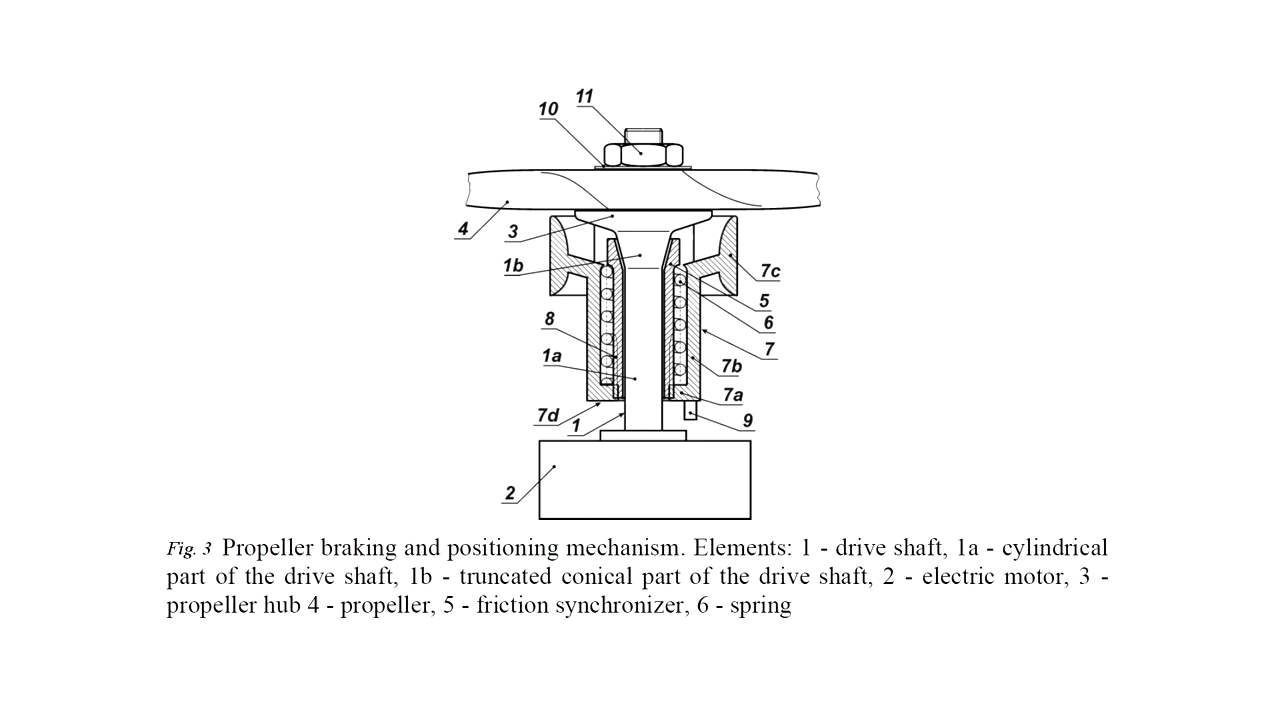 11
10
4
3
1b
7c
5
6
8
7
1a
7b
7a
7d
1
9
2
Fig. 3 Propeller braking and positioning mechanism. Elements: 1 - drive shaft, 1a - cylindrical
part of the drive shaft, 1b - truncated conical part of the drive shaft, 2 - electric motor, 3 -
propeller hub 4 - propeller, 5 - friction synchronizer, 6 - spring